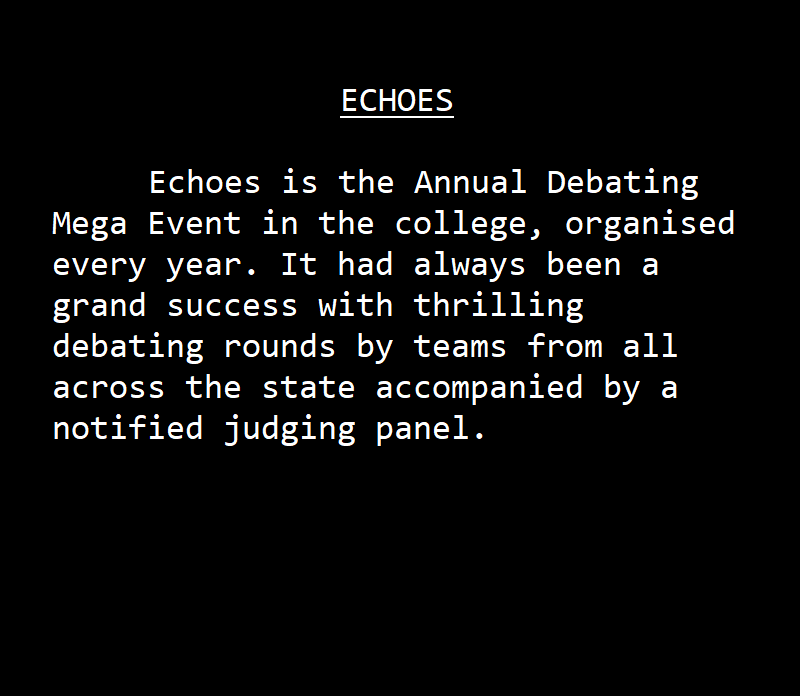 ECHOES
Echoes is the Annual Debating
Mega Event in the college, organised
every year. It had always been a
grand success with thrilling
debating rounds by teams from all
across the state accompanied by a
notified judging panel.